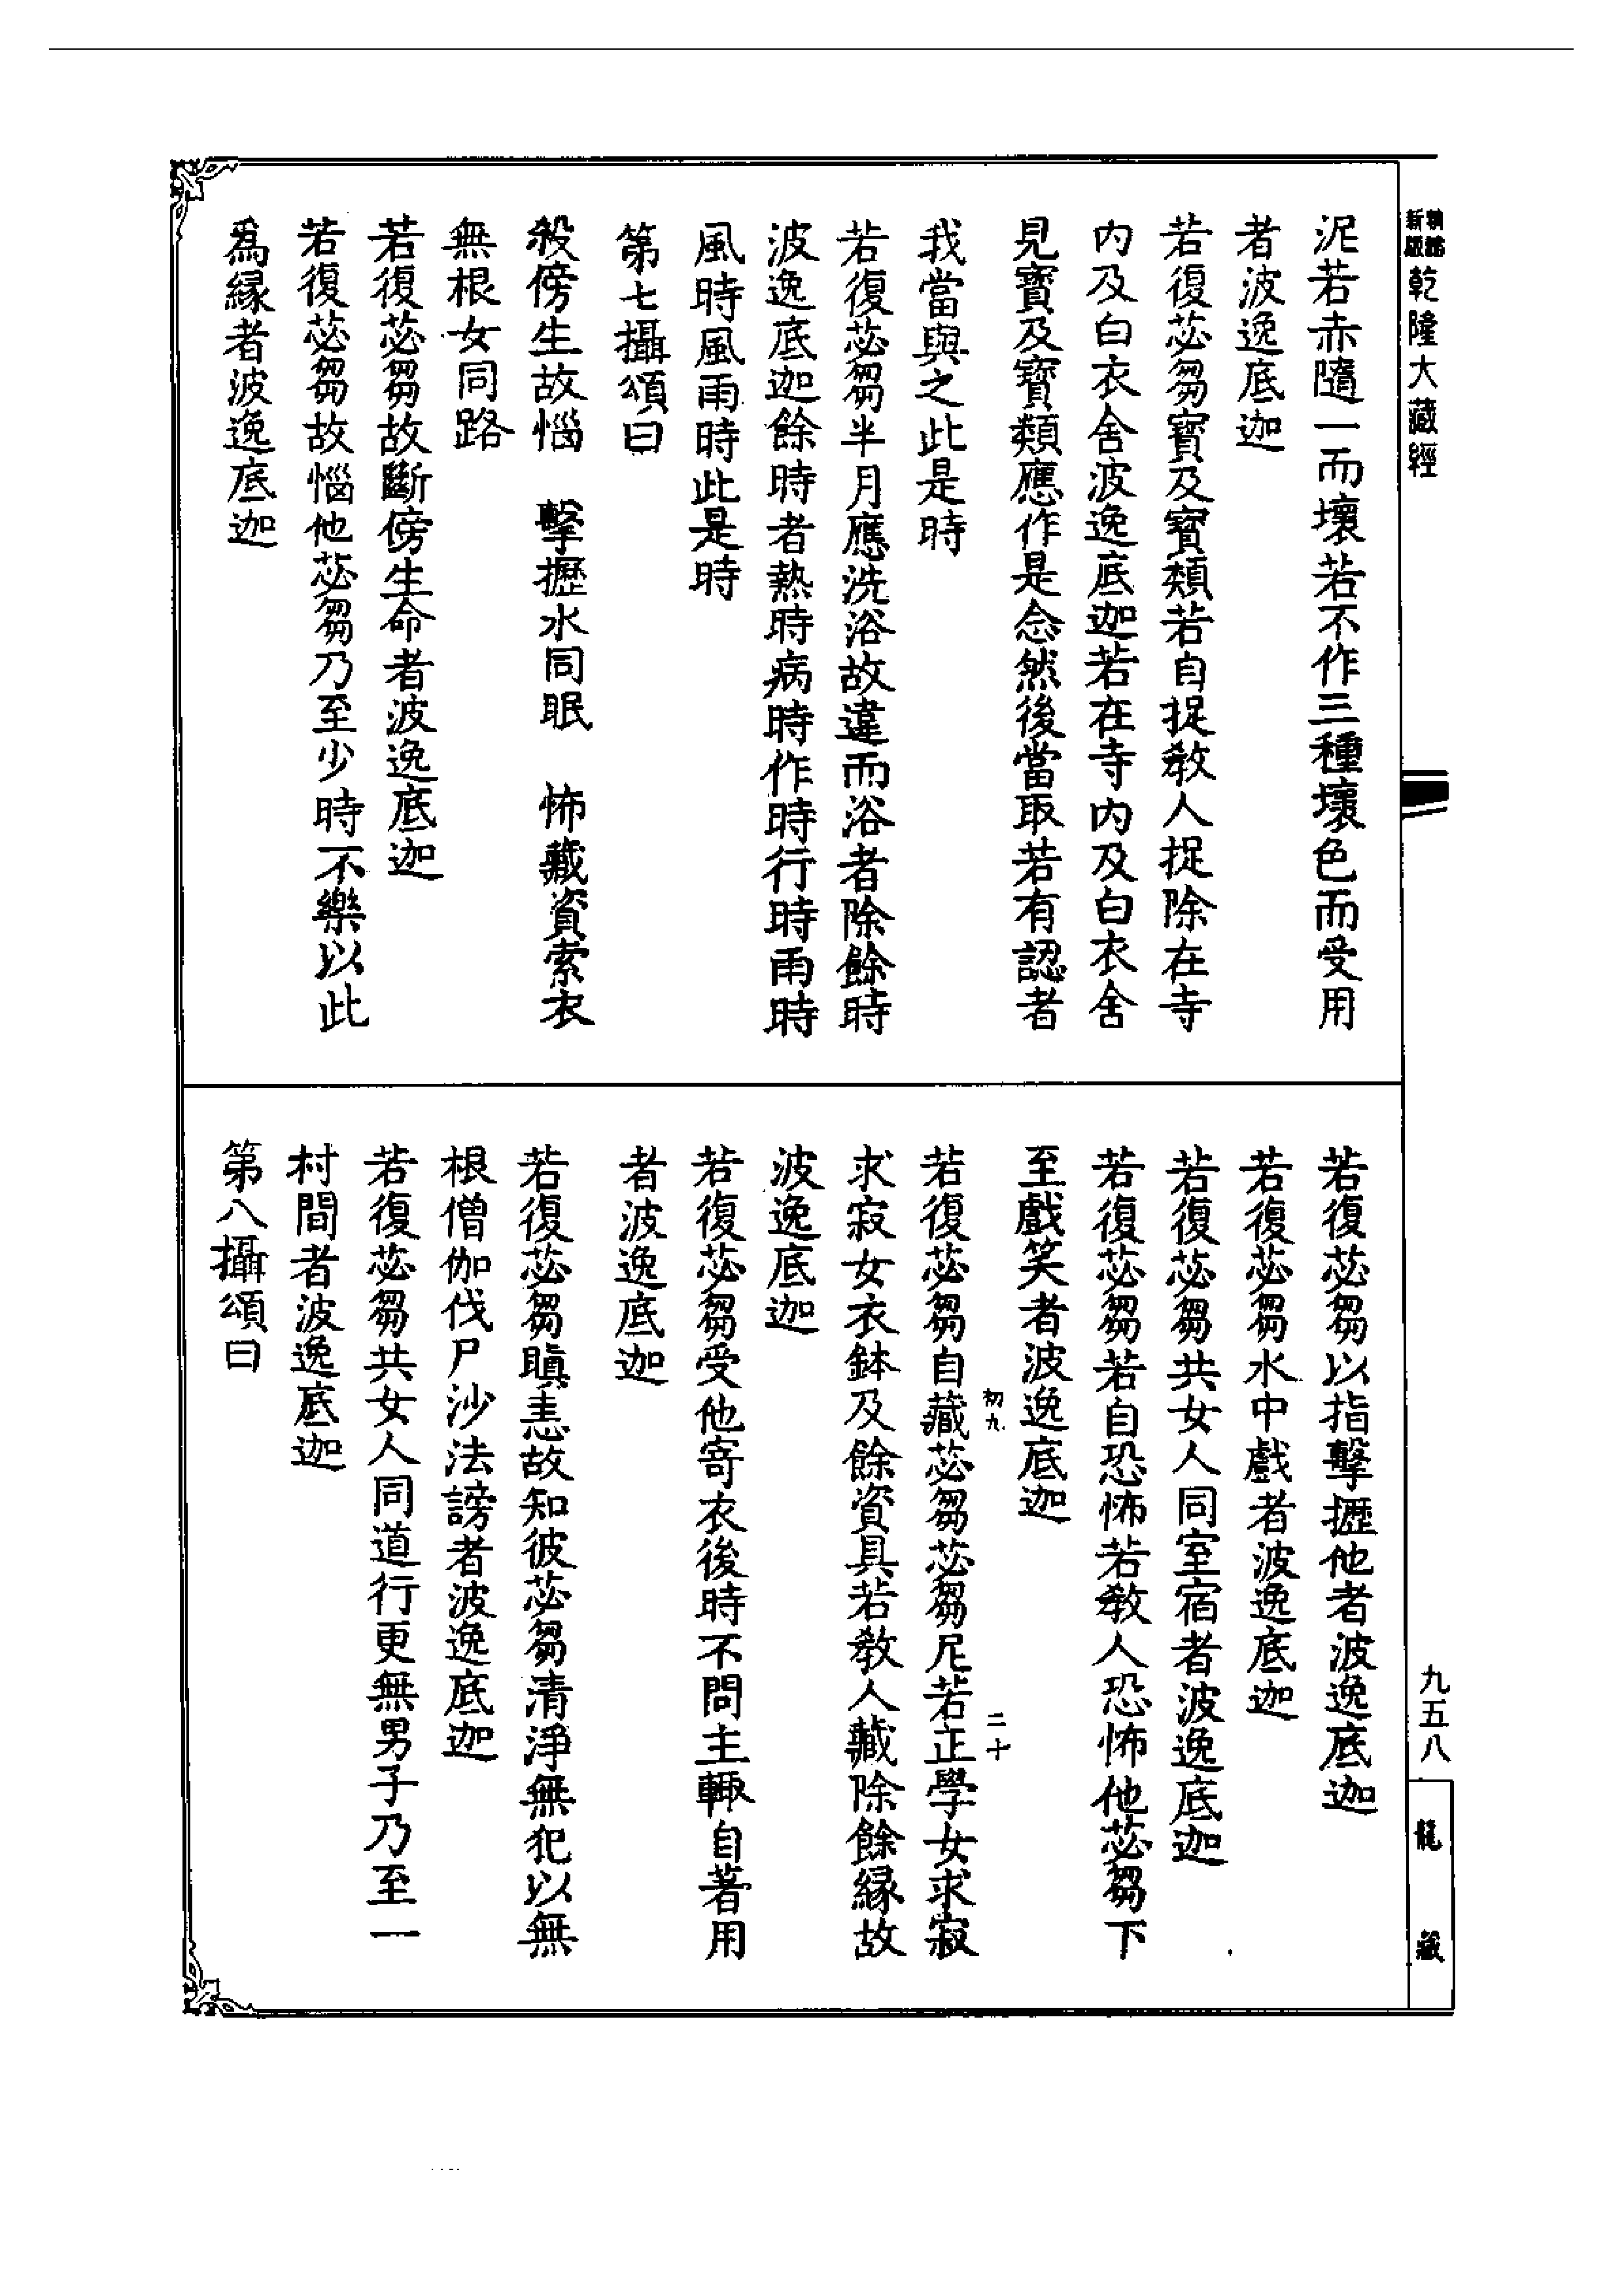 新編縮版
乾隆大藏經
泥若赤隨一而壞若不作三種壞色而受用
者波逸底迦
若復苾芻寶及寶類若自捉教人捉除在寺
内及白衣舍波逸底迦若在寺内及白衣舍
見寶及寶類應作是念然後當取若有認者
我當與之此是時
若復苾芻半月應洗浴故違而浴者除餘時
波逸底迦餘時者熱時病時作時行時雨時
風時風雨時此是時
第七攝頌曰
殺傍生故惱　擊攊水同眠　怖藏資索衣
無根女同路
若復苾芻故斷傍生命者波逸底迦
若復苾芻故惱他苾芻乃至少時不樂以此
爲緣者波逸底迦
若復苾芻以指擊攊他者波逸底迦
若復苾芻水中戲者波逸底迦
若復苾芻共女人同室宿者波逸底迦
若復苾芻若自恐怖若教人恐怖他苾芻下
至戲笑者波逸底迦
初九
二十
若復苾芻自藏苾芻苾芻尼若正學女求寂
求寂女衣鉢及餘資具若教人藏除餘緣故
波逸底迦
若復苾芻受他寄衣後時不問主輒自著用
者波逸底迦
若復苾芻瞋恚故知彼苾芻清淨無犯以無
根僧伽伐尸沙法謗者波逸底迦
若復苾芻共女人同道行更無男子乃至一
村間者波逸底迦
第八攝頌曰
九五八
龍藏